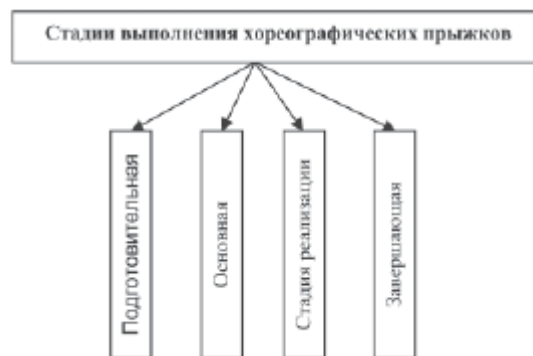 Стадии выполнения хореографических прыжков
Подготовительная
Основная
Стадия реализации
Завершающая